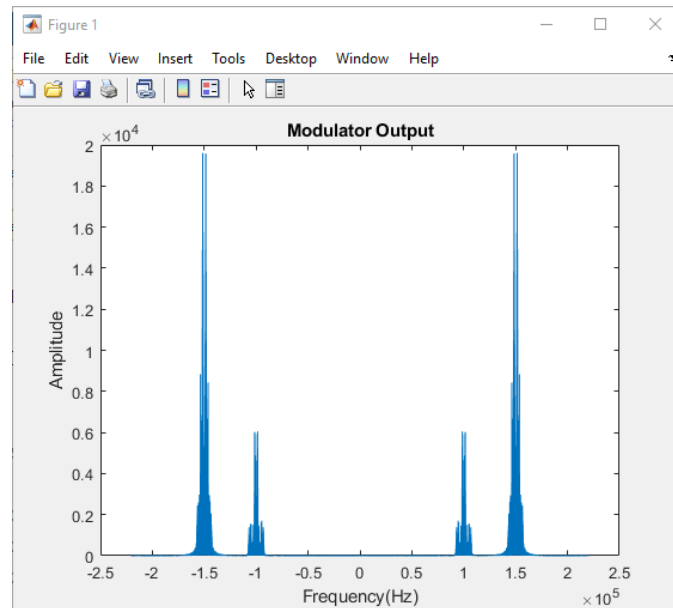 Figure 1
File Edit View Insert Tools Desktop Window Help
Modulator Output
×10⁴
2
1.8
1.6
1.4
1.2
1
0.8
0.6
0.4
0.2
0
Amplitude
-2.5 -2 -1.5 -1 -0.5 0 0.5 1 1.5 2 2.5
Frequency(Hz)
×10⁵